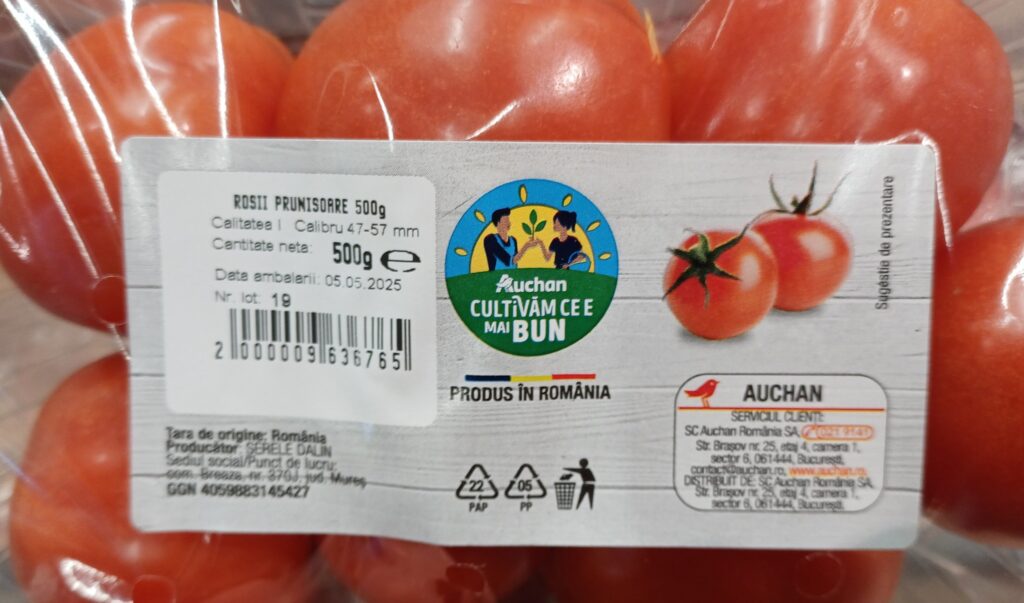 ROSII PRUNISOARE 500g
Calitatea I Calibru 47-57 mm
Cantitate neta: 500g e
Data ambalarii: 05.05.2025
Nr. lot: 19
2 000009 636765
Auchan
CULTIVĂM CE E
MAI BUN
PRODUS ÎN ROMÂNIA
Sugestie de prezentare
Tara de origine: România
Producător: SERELE DALIN
Sediul social/Punct de lucru:
com. Breaza, nr. 370J, jud. Mureș
GGN 4059883145427
22
PAP
05
PP
AUCHAN
SERVICIUL CLIENȚI:
SC Auchan România SA, 021 9141
Str. Brașov nr. 25, etaj 4, camera 1,
sector 6, 061444, București,
contact@auchan.ro, www.auchan.ro
DISTRIBUIT DE: SC Auchan România SA,
Str. Brașov nr. 25, etaj 4, camera 1,
sector 6, 061444, București.